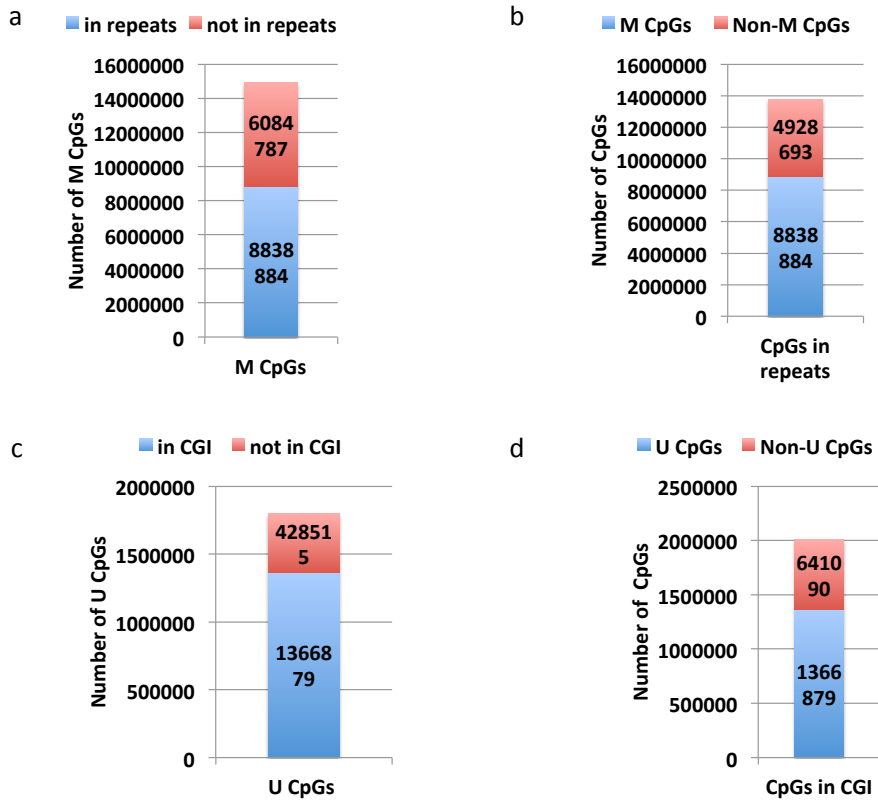 a
in repeats not in repeats
Number of M CpGs
16000000
14000000
12000000
10000000
8000000
6000000
4000000
2000000
0
6084
787
8838
884
M CpGs
b
M CpGs Non-M CpGs
Number of CpGs
16000000
14000000
12000000
10000000
8000000
6000000
4000000
2000000
0
4928
693
8838
884
CpGs in
repeats
c
in CGI not in CGI
Number of U CpGs
2000000
1500000
1000000
500000
0
42851
5
13668
79
U CpGs
d
U CpGs Non-U CpGs
Number of CpGs
2500000
2000000
1500000
1000000
500000
0
6410
90
1366
879
CpGs in CGI